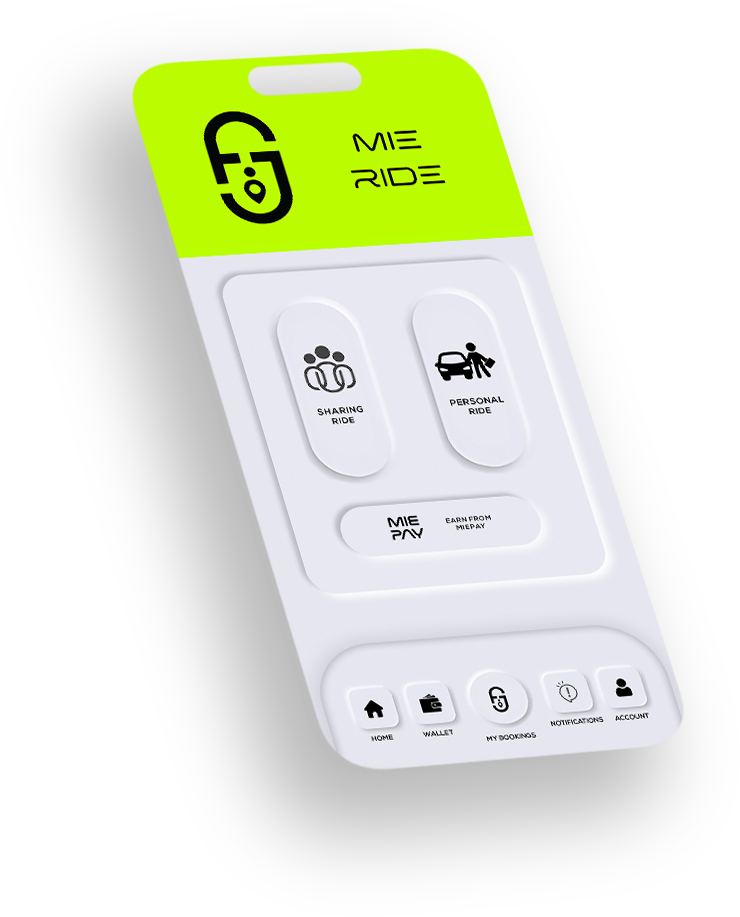 MIE
RIDE
SHARING
RIDE
PERSONAL
RIDE
MIE
PAY
EARN FROM
MIEPAY
HOME
WALLET
MY BOOKINGS
NOTIFICATIONS
ACCOUNT